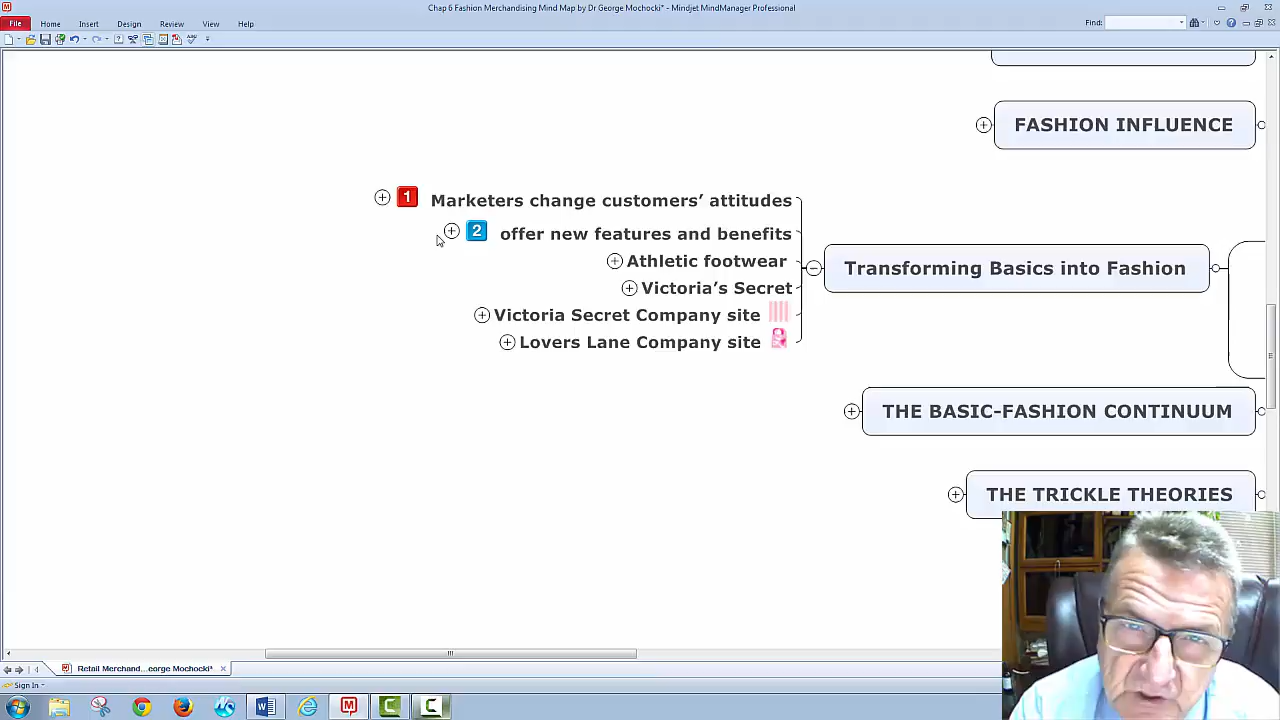 Chap 6 Fashion Merchandising Mind Map by Dr George Mochocki* - Mindjet MindManager Professional
File Home Insert Design Review View Help Find:
FASHION INFLUENCE
1 Marketers change customers’ attitudes
2 offer new features and benefits
Athletic footwear
Transforming Basics into Fashion
Victoria’s Secret
Victoria Secret Company site
Lovers Lane Company site
THE BASIC-FASHION CONTINUUM
THE TRICKLE THEORIES
Retail Merchand...eorge Mochocki*
Sign In